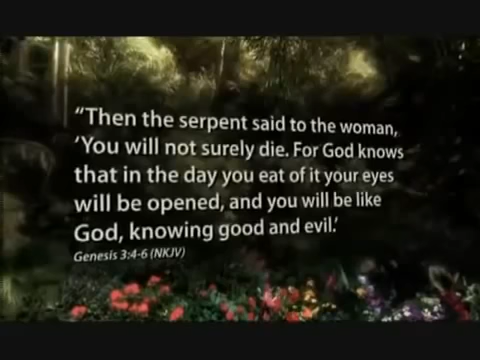 “Then the serpent said to the woman,
‘You will not surely die. For God knows
that in the day you eat of it your eyes
will be opened, and you will be like
God, knowing good and evil.’
Genesis 3:4-6 (NKJV)